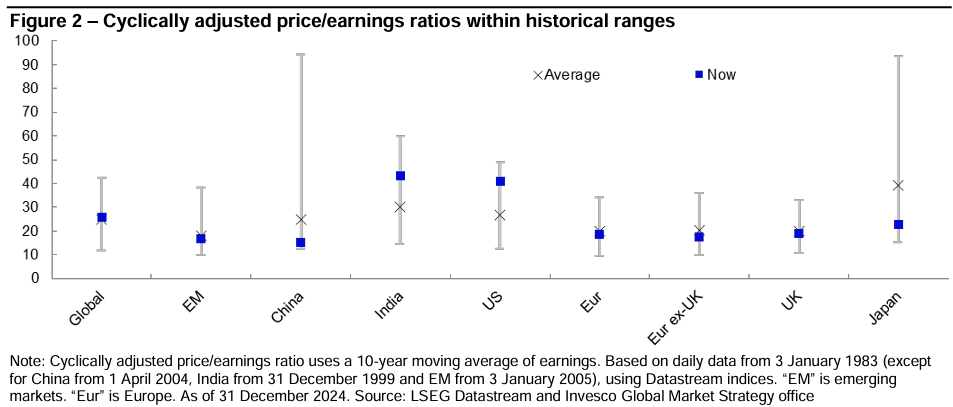 Figure 2 – Cyclically adjusted price/earnings ratios within historical ranges
100
90
80
70
60
50
40
30
20
10
0
Average
Now
Global
EM
China
India
US
Eur
Eur ex-UK
UK
Japan
Note: Cyclically adjusted price/earnings ratio uses a 10-year moving average of earnings. Based on daily data from 3 January 1983 (except
for China from 1 April 2004, India from 31 December 1999 and EM from 3 January 2005), using Datastream indices. “EM” is emerging
markets. “Eur” is Europe. As of 31 December 2024. Source: LSEG Datastream and Invesco Global Market Strategy office